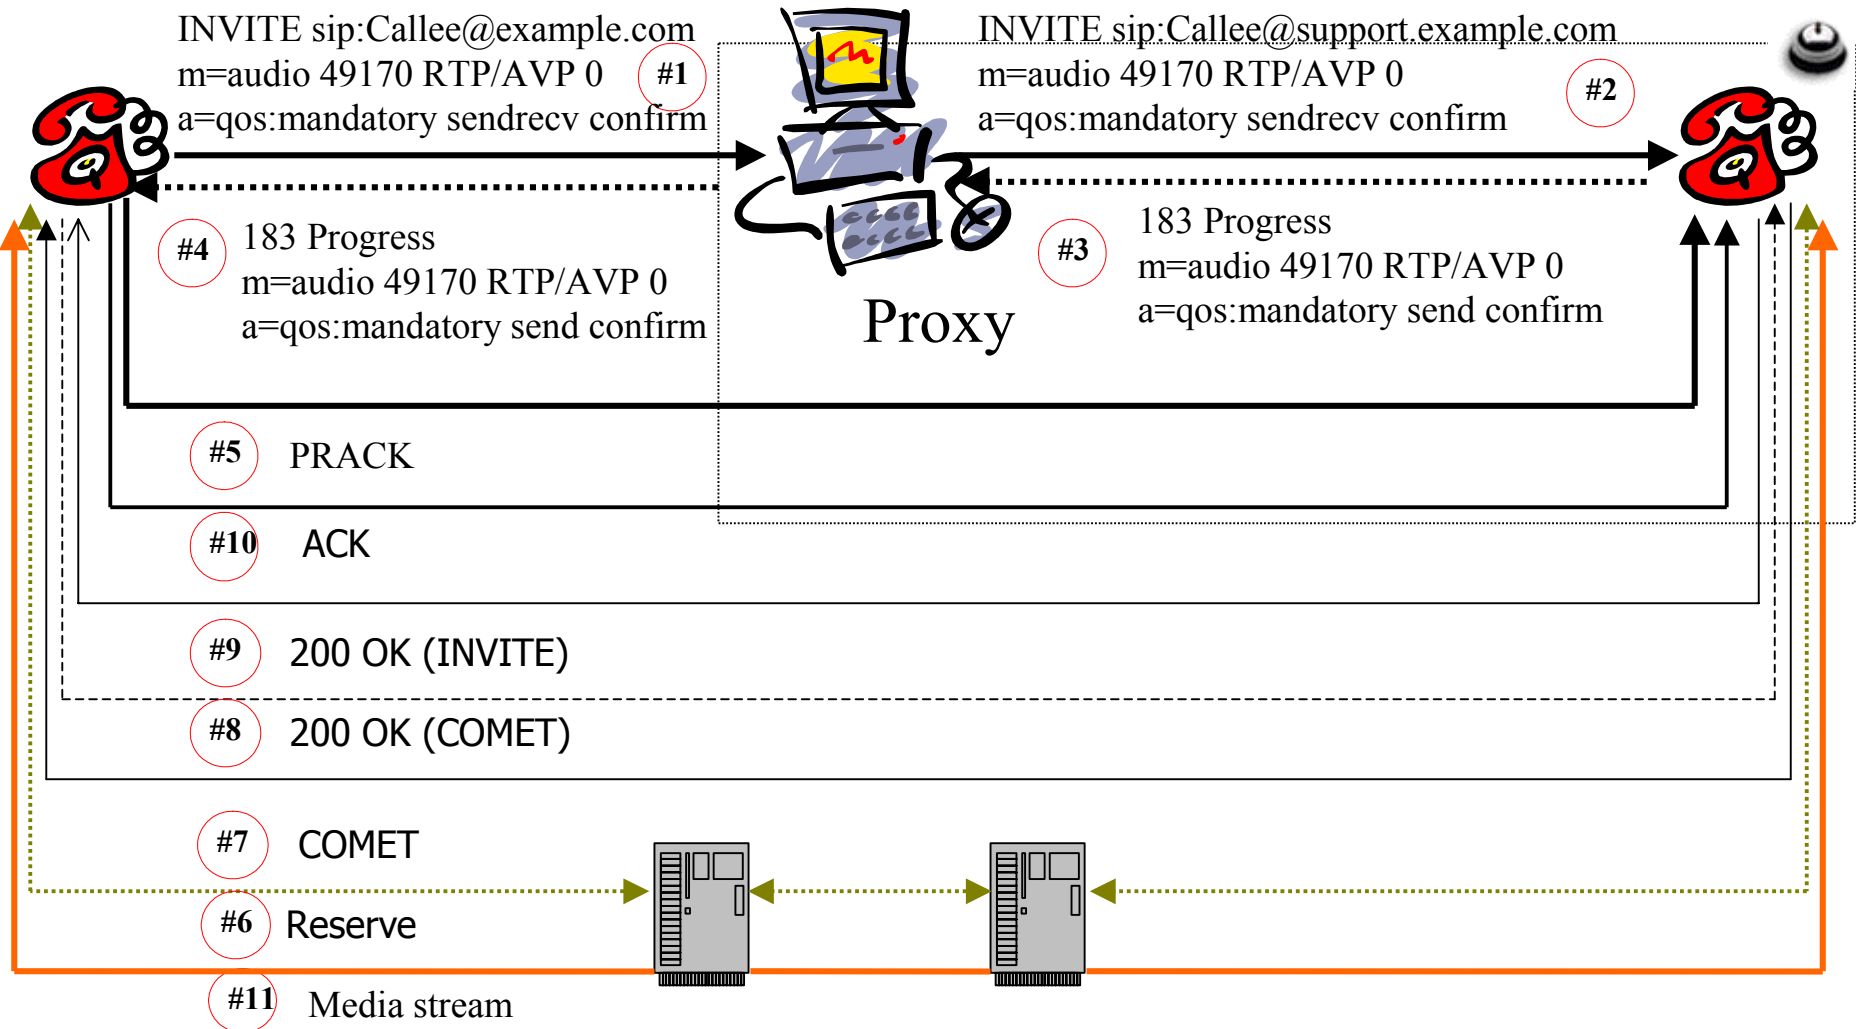 INVITE sip:Callee@example.com
m=audio 49170 RTP/AVP 0
a=qos:mandatory sendrecv confirm
#1
INVITE sip:Callee@support.example.com
m=audio 49170 RTP/AVP 0
a=qos:mandatory sendrecv confirm
#2
#4
183 Progress
m=audio 49170 RTP/AVP 0
a=qos:mandatory send confirm
Proxy
#3
183 Progress
m=audio 49170 RTP/AVP 0
a=qos:mandatory send confirm
#5 PRACK
#10 ACK
#9 200 OK (INVITE)
#8 200 OK (COMET)
#7 COMET
#6 Reserve
#11 Media stream